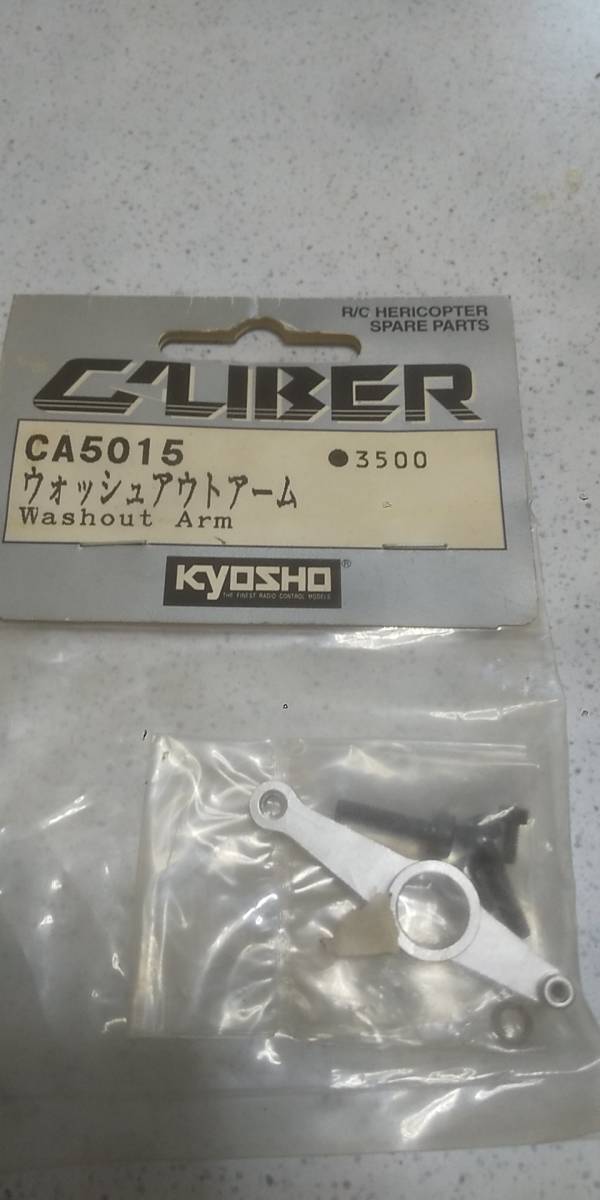 R/C HERICOPTER
SPARE PARTS
CALIBER
CA5015 ●3500
ウォッシュアウトアーム
Washout Arm
KYOSHO®
THE FINEST RADIO CONTROL MODELS